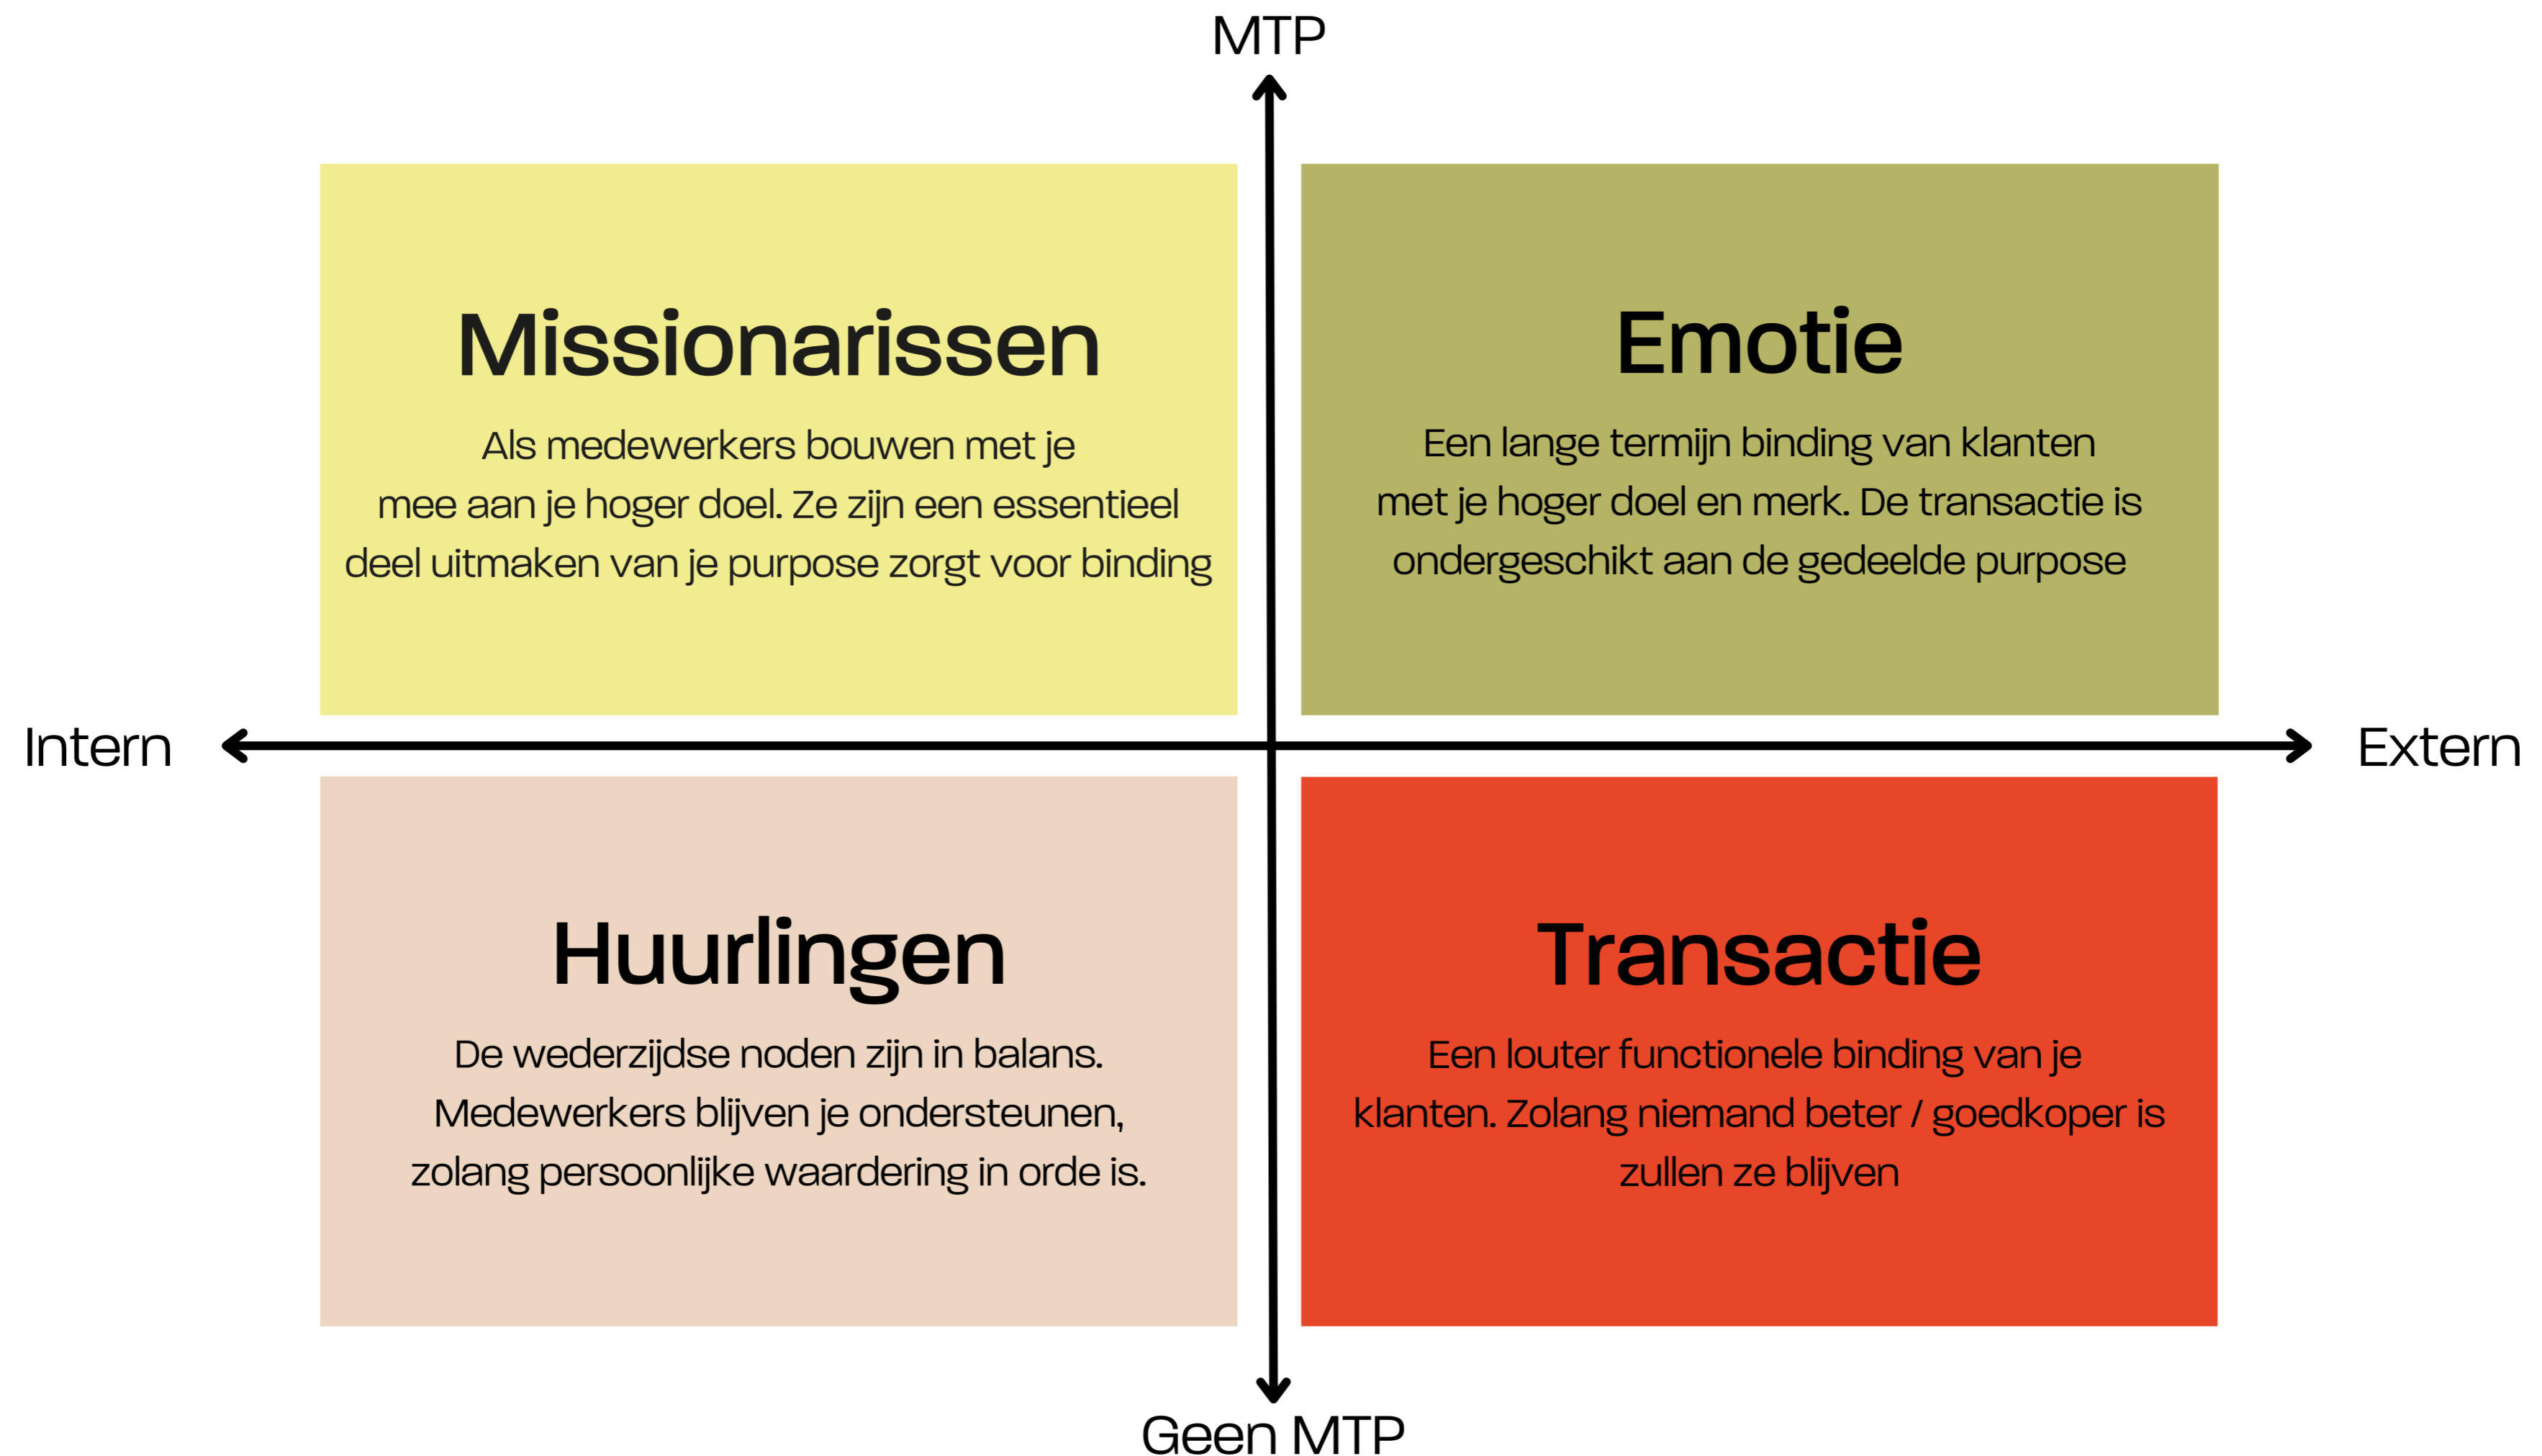 MTP
Missionarissen
Als medewerkers bouwen met je
mee aan je hoger doel. Ze zijn een essentieel
deel uitmaken van je purpose zorgt voor binding
Emotie
Een lange termijn binding van klanten
met je hoger doel en merk. De transactie is
ondergeschikt aan de gedeelde purpose
Intern
Extern
Huurlingen
De wederzijdse noden zijn in balans.
Medewerkers blijven je ondersteunen,
zolang persoonlijke waardering in orde is.
Transactie
Een louter functionele binding van je
klanten. Zolang niemand beter / goedkoper is
zullen ze blijven
Geen MTP